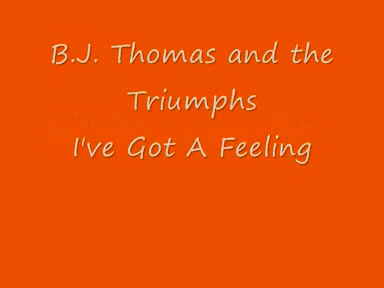 B.J. Thomas and the
Triumphs
I've Got A Feeling